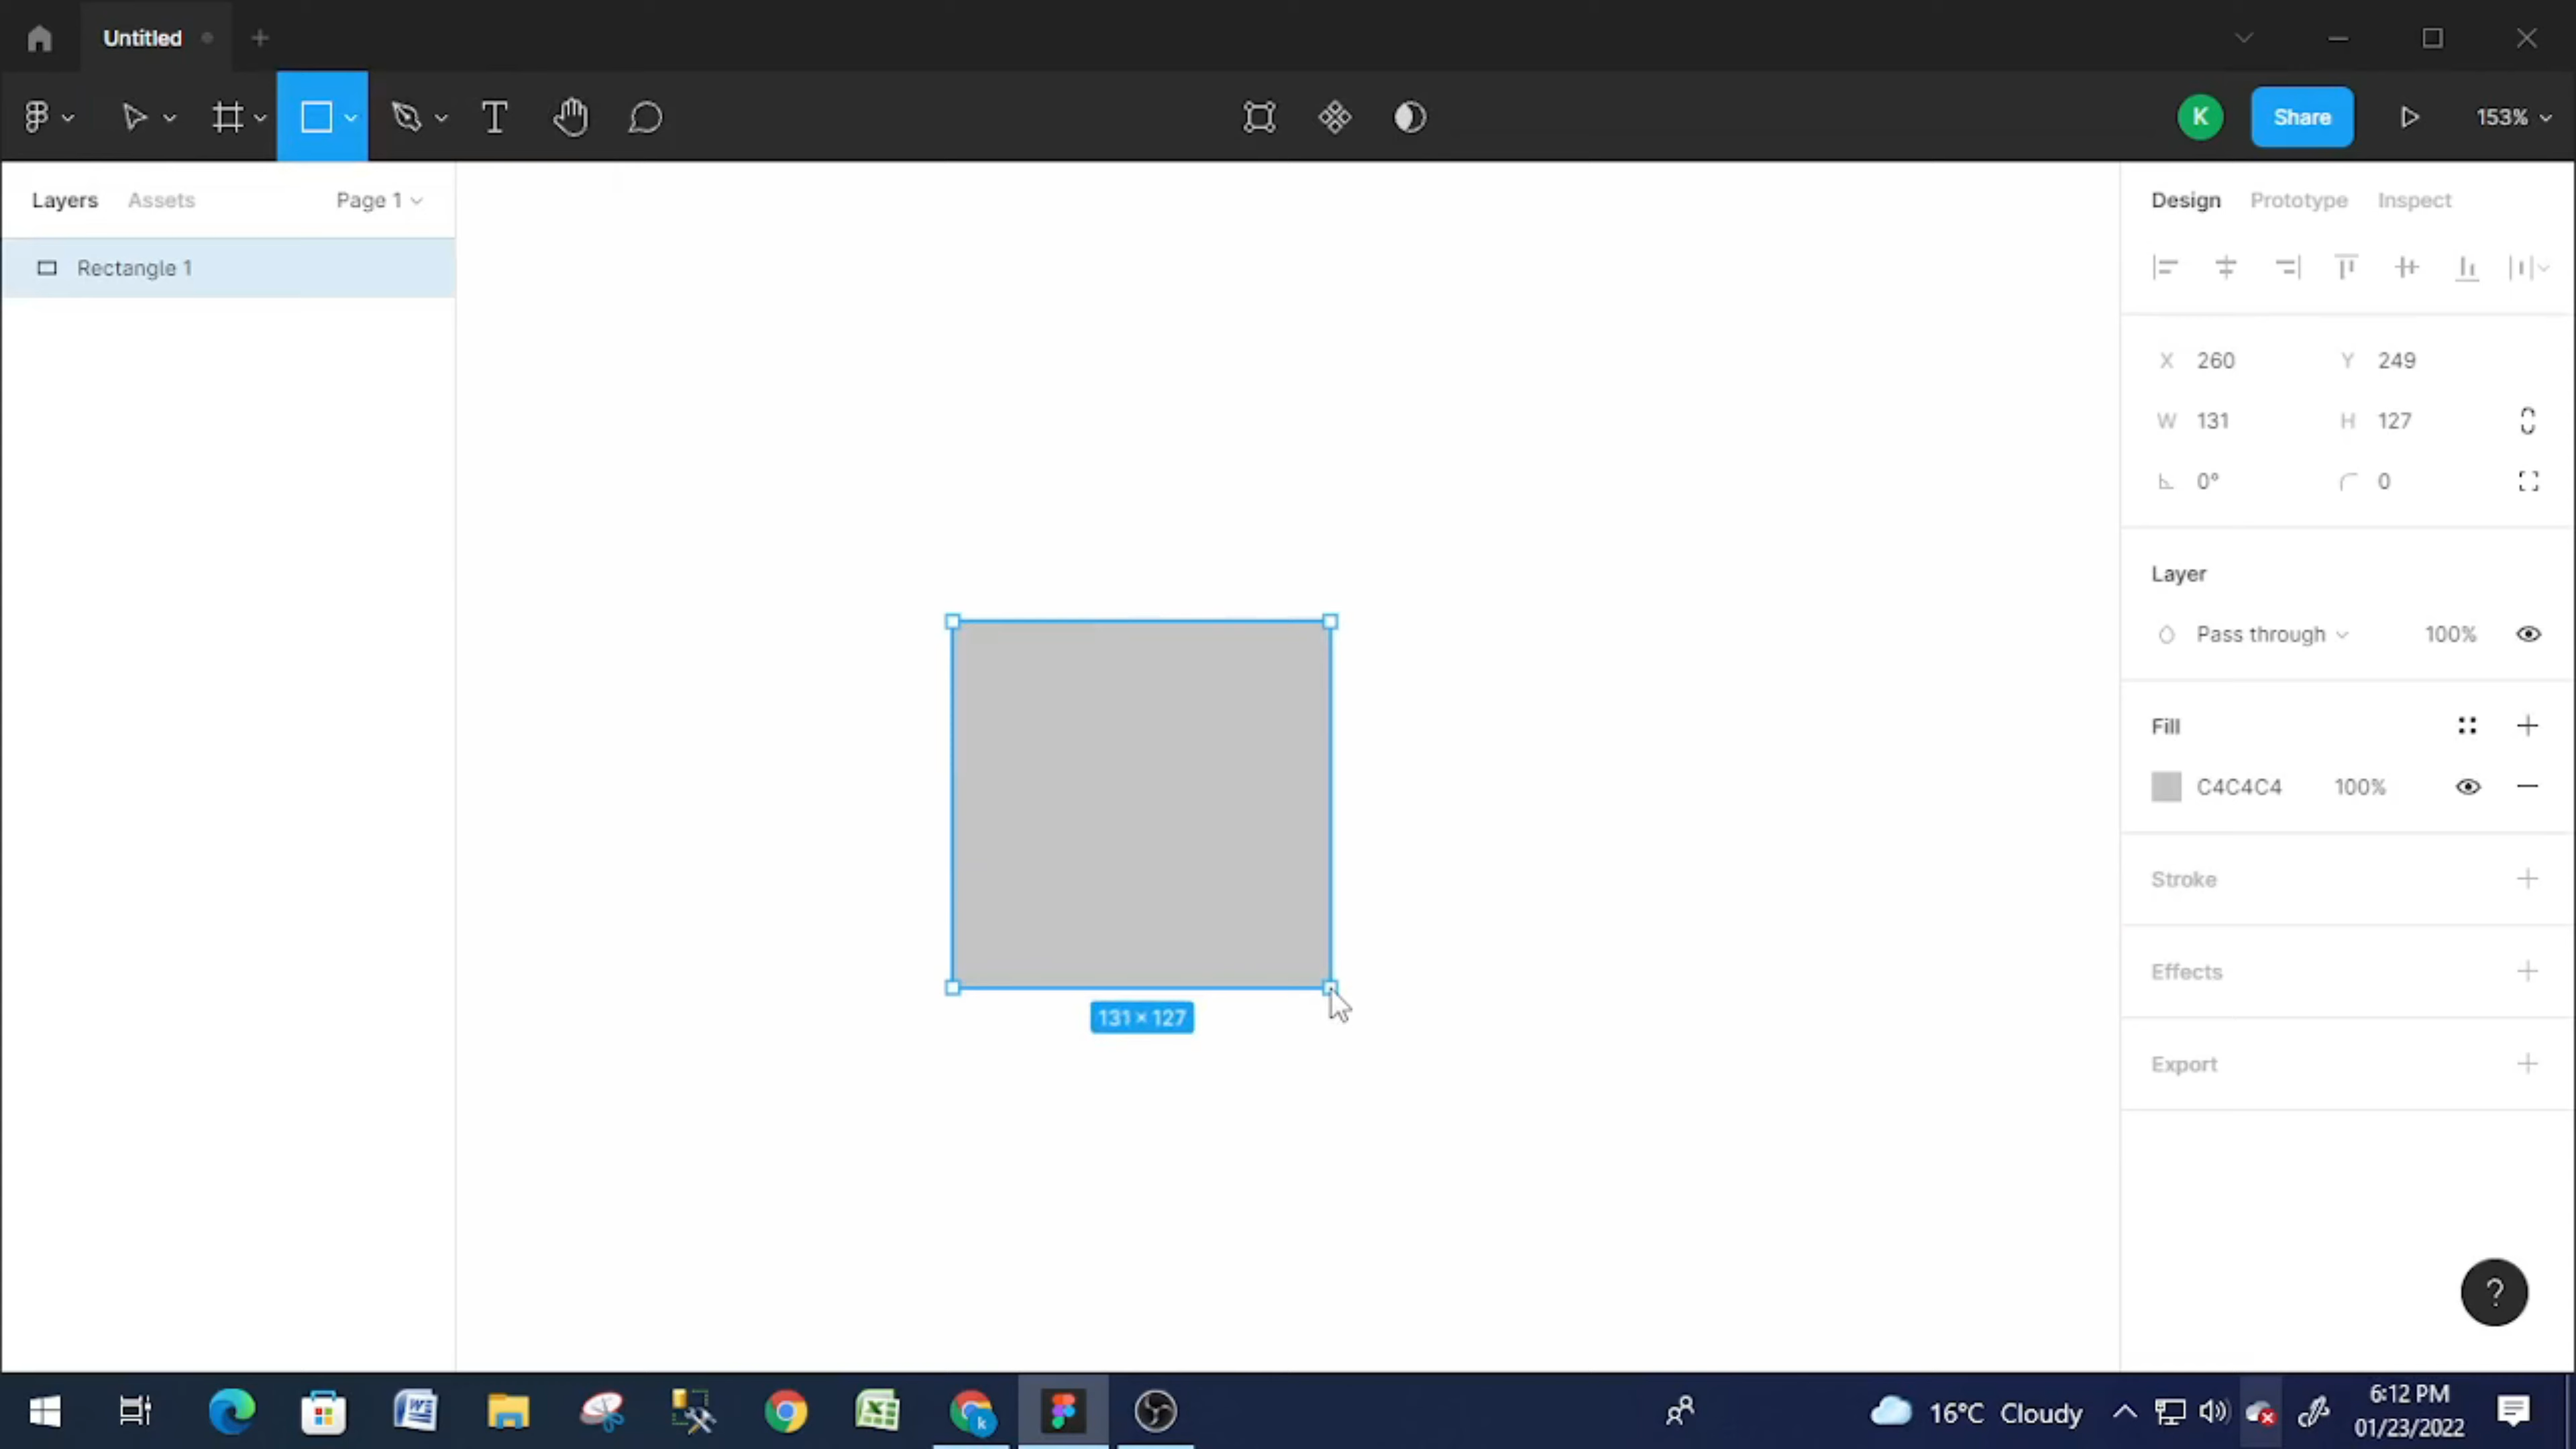 Untitled
K
Share
153%
Layers
Assets
Page 1
Design
Prototype
Inspect
Rectangle 1
X 260
Y 249
W 131
H 127
0°
0
Layer
Pass through
100%
Fill
C4C4C4
100%
Stroke
Effects
131 × 127
Export
?
16°C Cloudy
6:12 PM
01/23/2022